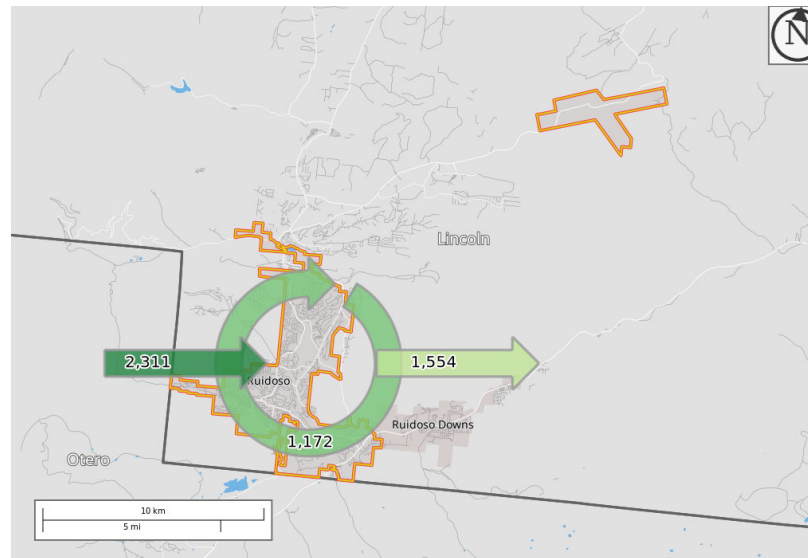 N
Lincoln
2,311
1,554
Ruidoso
Ruidoso Downs
1,172
Otero
10 km
5 mi